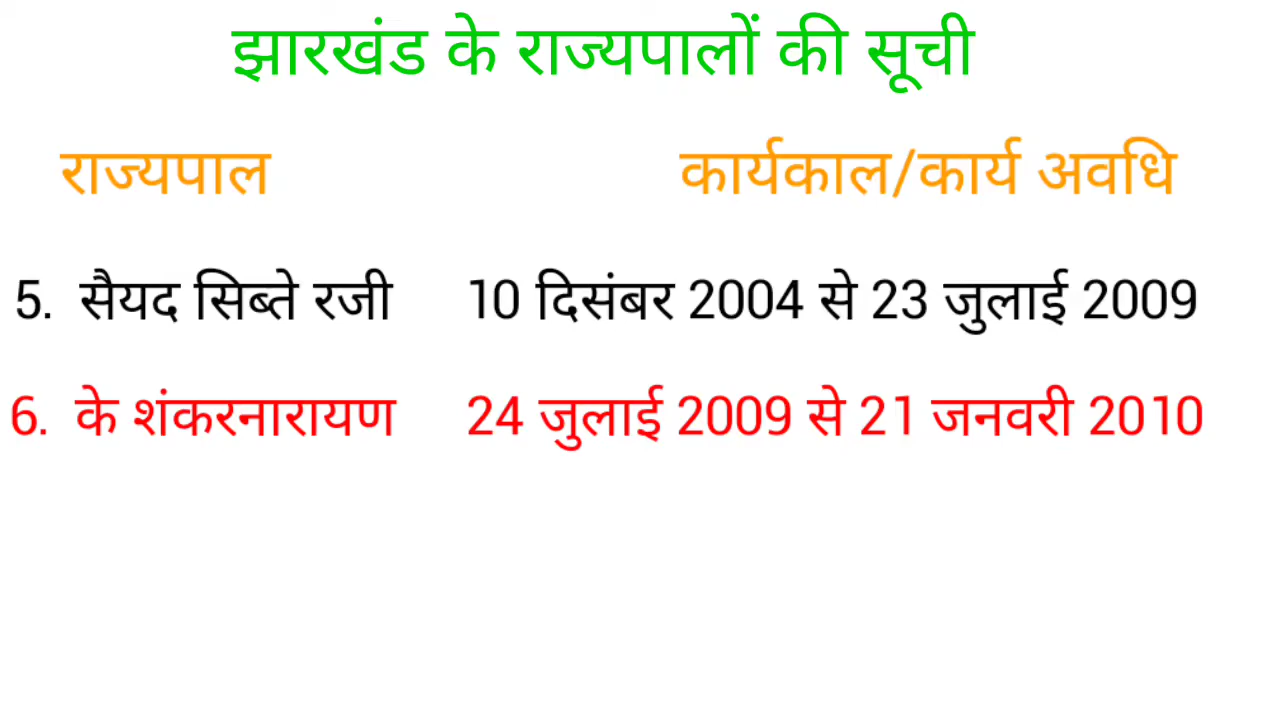 झारखंड के राज्यपालों की सूची
राज्यपाल कार्यकाल/कार्य अवधि
5. सैयद सिब्ते रजी 10 दिसंबर 2004 से 23 जुलाई 2009
6. के शंकरनारायण 24 जुलाई 2009 से 21 जनवरी 2010